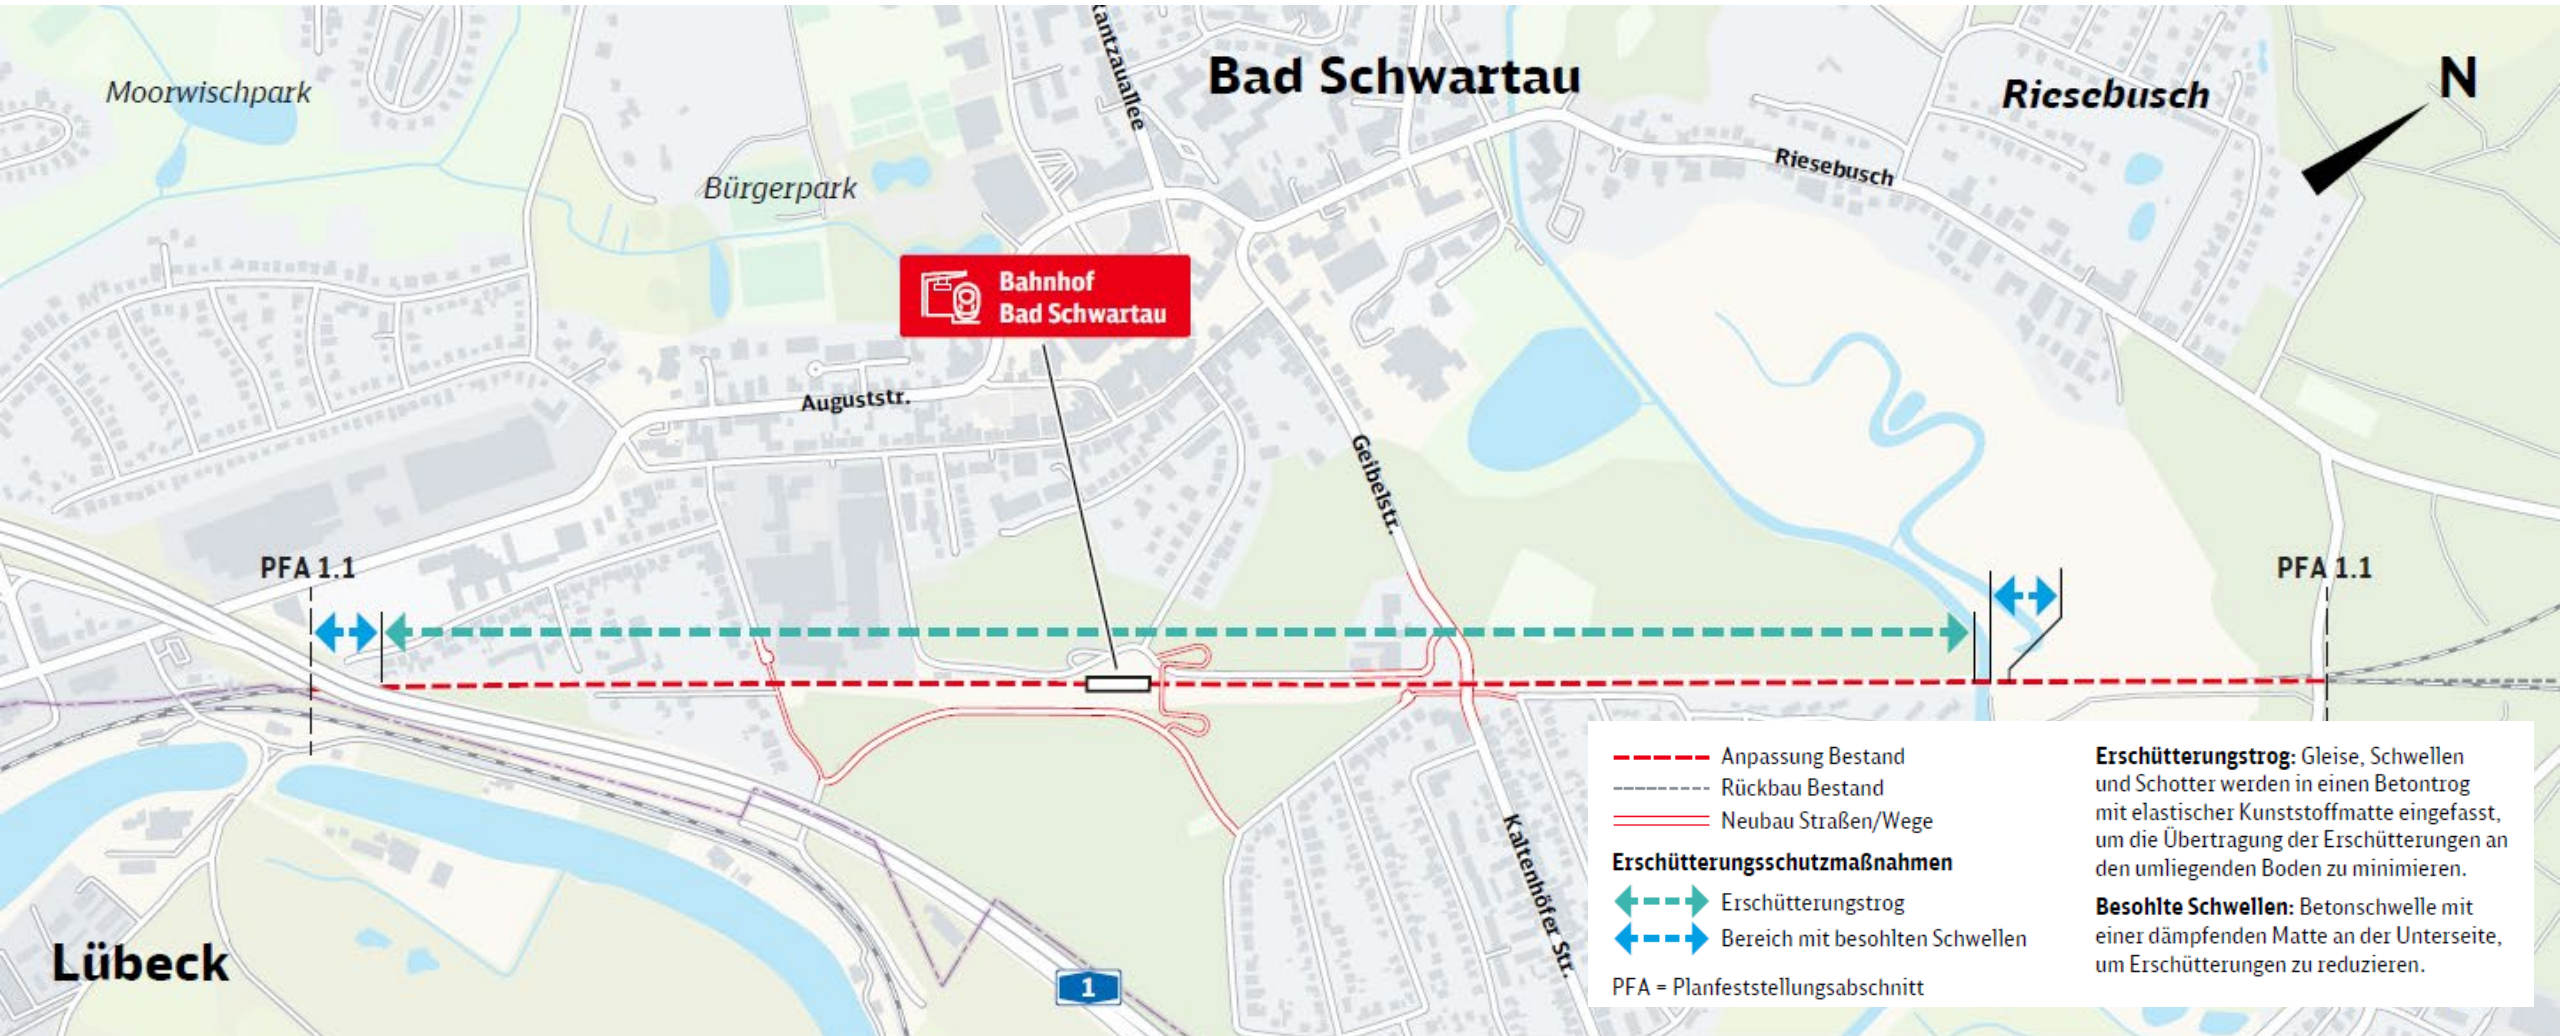 Moorwischpark
Bürgerpark
Rantzauallee
Bad Schwartau
Riesebusch
N
Riesebusch
Bahnhof
Bad Schwartau
Auguststr.
Geibelstr.
PFA 1.1
PFA 1.1
Kaltenhöfer Str.
Lübeck
1
Anpassung Bestand
Rückbau Bestand
Neubau Straßen/Wege
Erschütterungsschutzmaßnahmen
Erschütterungstrog
Bereich mit besohlten Schwellen
PFA = Planfeststellungsabschnitt
Erschütterungstrog: Gleise, Schwellen
und Schotter werden in einen Betontrog
mit elastischer Kunststoffmatte eingefasst,
um die Übertragung der Erschütterungen an
den umliegenden Boden zu minimieren.
Besohlte Schwellen: Betonschwelle mit
einer dämpfenden Matte an der Unterseite,
um Erschütterungen zu reduzieren.